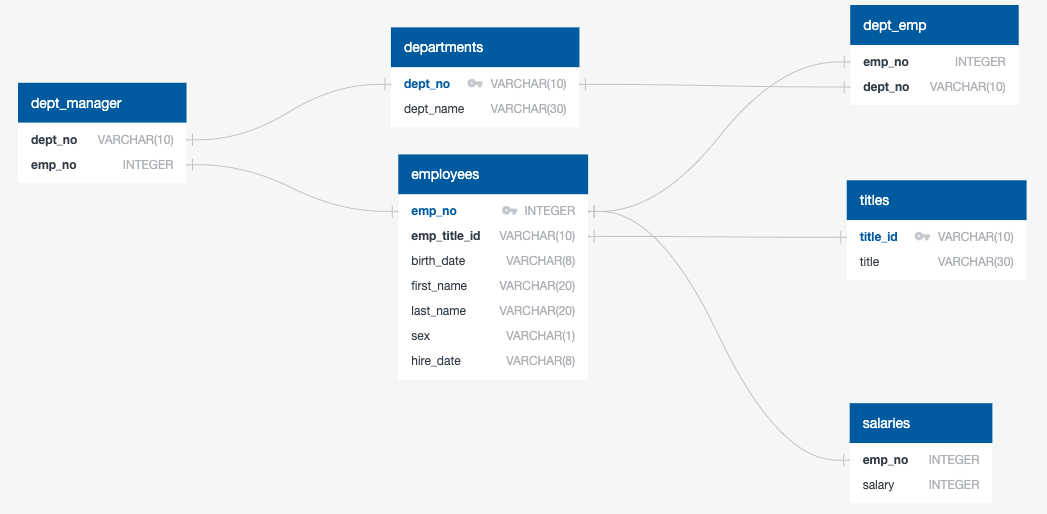 dept_manager
dept_no VARCHAR(10)
emp_no INTEGER
departments
dept_no VARCHAR(10)
dept_name VARCHAR(30)
employees
emp_no INTEGER
emp_title_id VARCHAR(10)
birth_date VARCHAR(8)
first_name VARCHAR(20)
last_name VARCHAR(20)
sex VARCHAR(1)
hire_date VARCHAR(8)
dept_emp
emp_no INTEGER
dept_no VARCHAR(10)
titles
title_id VARCHAR(10)
title VARCHAR(30)
salaries
emp_no INTEGER
salary INTEGER